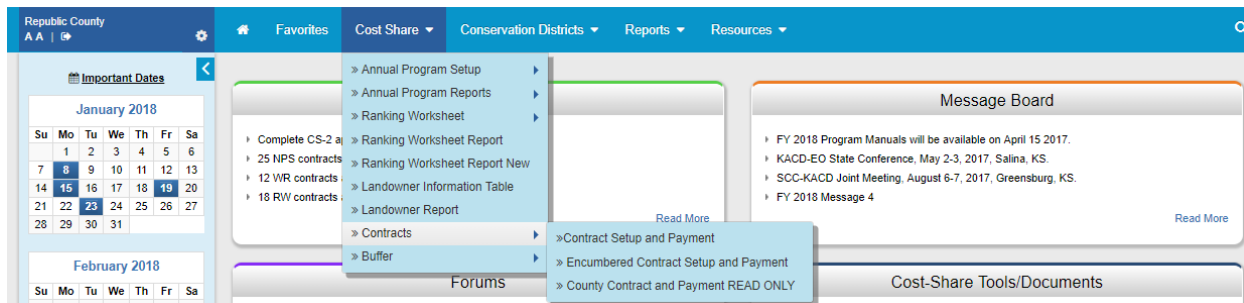 Republic County
A A |
Favorites
Cost Share
Conservation Districts
Reports
Resources
Important Dates
January 2018
Su Mo Tu We Th Fr Sa
1 2 3 4 5 6
7 8 9 10 11 12 13
14 15 16 17 18 19 20
21 22 23 24 25 26 27
28 29 30 31
February 2018
Su Mo Tu We Th Fr Sa
» Annual Program Setup
» Annual Program Reports
» Ranking Worksheet
» Ranking Worksheet Report
» Ranking Worksheet Report New
» Landowner Information Table
» Landowner Report
» Contracts
» Buffer
»Contract Setup and Payment
» Encumbered Contract Setup and Payment
» County Contract and Payment READ ONLY
Complete CS-2
25 NPS contracts
12 WR contracts
18 RW contracts
Read More
Message Board
FY 2018 Program Manuals will be available on April 15 2017.
KACD-EO State Conference, May 2-3, 2017, Salina, KS.
SCC-KACD Joint Meeting, August 6-7, 2017, Greensburg, KS.
FY 2018 Message 4
Read More
Forums
Cost-Share Tools/Documents